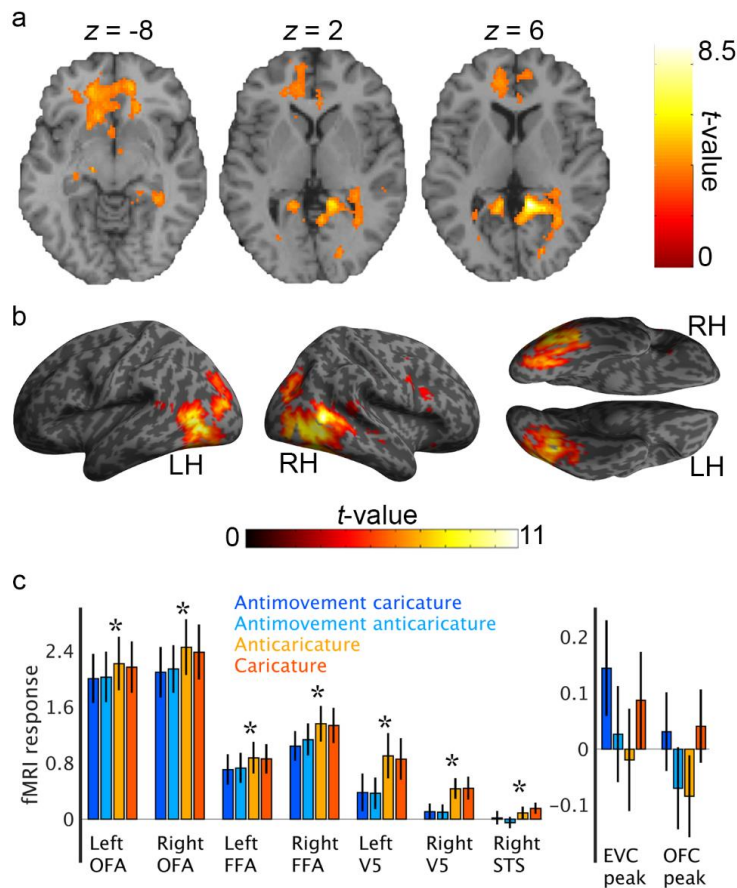 a
z = -8
z = 2
z = 6
8.5
t-value
0
b
LH
RH
RH
LH
t-value
0
11
c
Antimovement caricature
Antimovement anticaricature
Anticaricature
Caricature
fMRI response
2.4
1.6
0.8
0
* * * * * * *
Left OFA
Right OFA
Left FFA
Right FFA
Left V5
Right V5
Right STS
0.2
0.1
0
-0.1
EVC peak
OFC peak